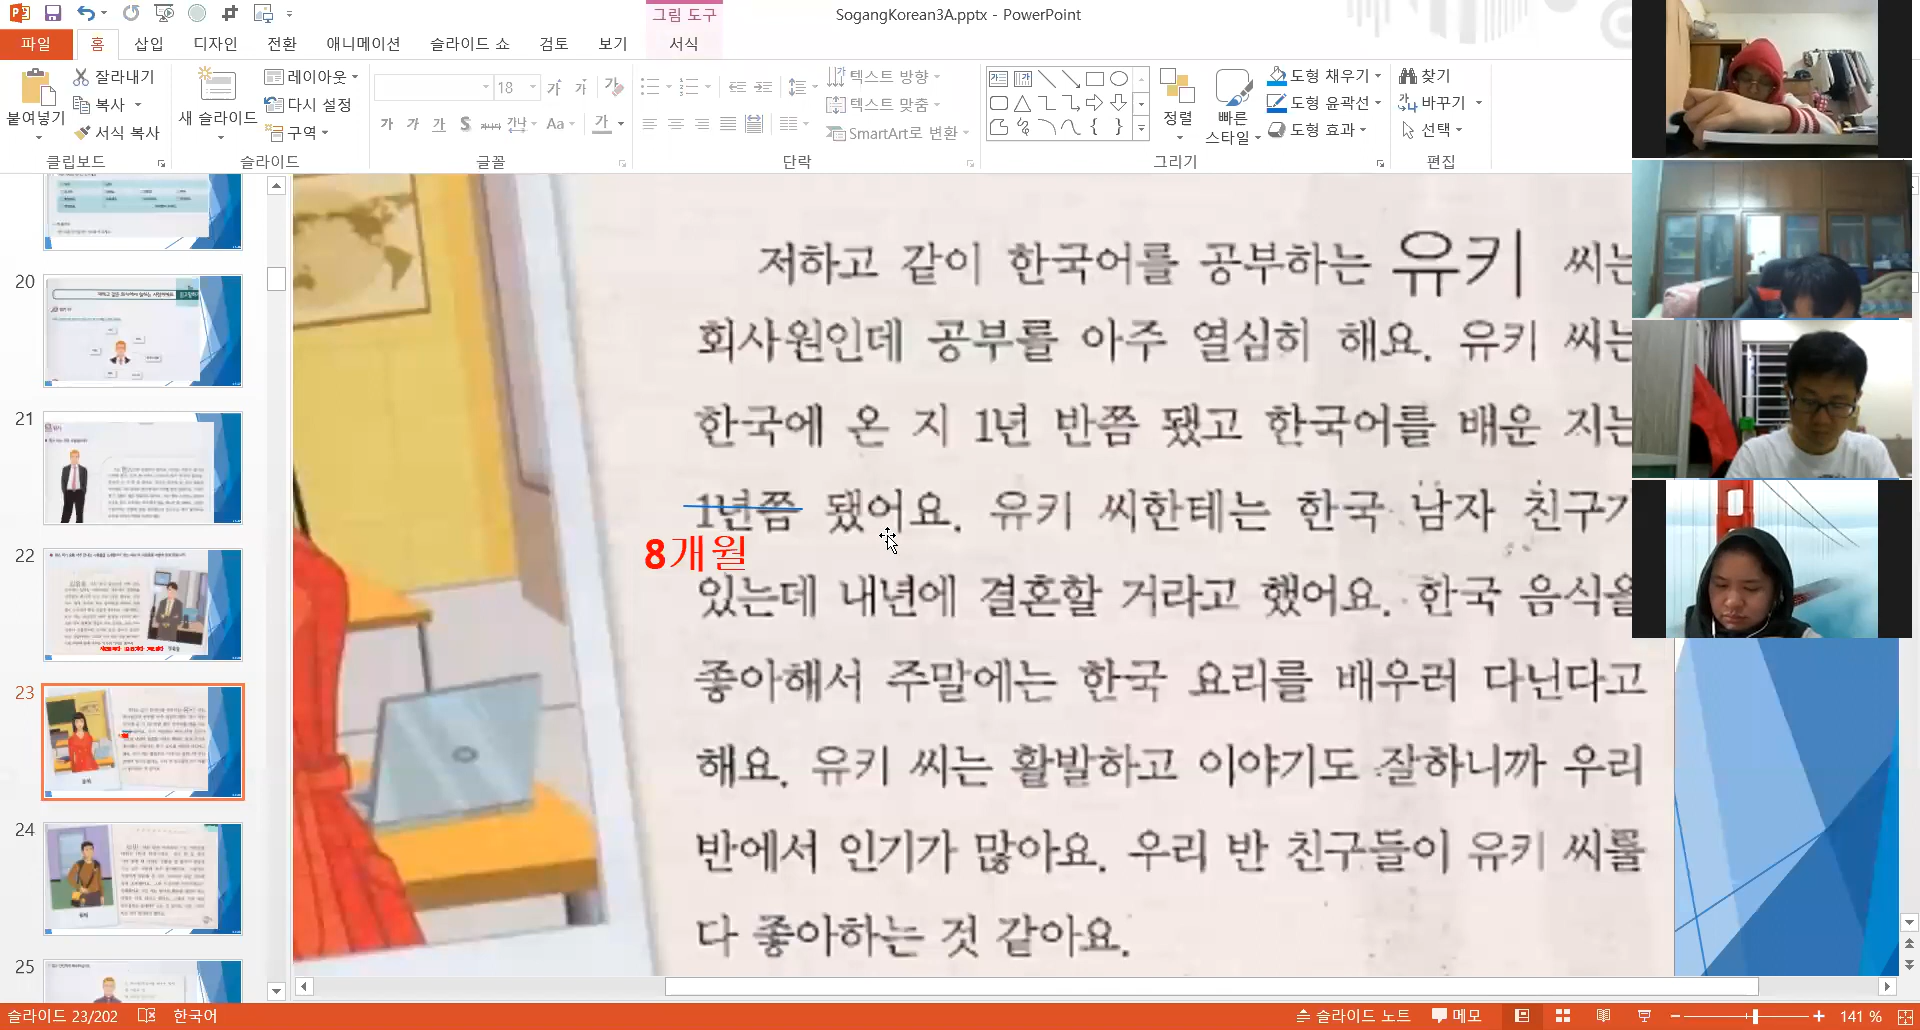 SogangKorean3A.pptx - PowerPoint
그림 도구
파일 홈 삽입 디자인 전환 애니메이션 슬라이드 쇼 검토 보기 서식
붙여넣기
잘라내기
복사
서식 복사
클립보드
새 슬라이드
레이아웃
다시 설정
구역
슬라이드
18
가 가 가 S 가나다 간 Aa 가
글꼴
텍스트 방향
텍스트 맞춤
SmartArt로 변환
단락
정렬
빠른 스타일
도형 채우기
도형 윤곽선
도형 효과
그리기
찾기
바꾸기
선택
편집
20
21
22
23
24
25
저하고 같이 한국어를 공부하는 유키 씨는
회사원인데 공부를 아주 열심히 해요. 유키 씨는
한국에 온 지 1년 반쯤 됐고 한국어를 배운 지는
1년쯤 됐어요. 유키 씨한테는 한국 남자 친구가
8개월
있는데 내년에 결혼할 거라고 했어요. 한국 음식을
좋아해서 주말에는 한국 요리를 배우러 다닌다고
해요. 유키 씨는 활발하고 이야기도 잘하니까 우리
반에서 인기가 많아요. 우리 반 친구들이 유키 씨를
다 좋아하는 것 같아요.
슬라이드 23/202 한국어 슬라이드 노트 메모 141 %